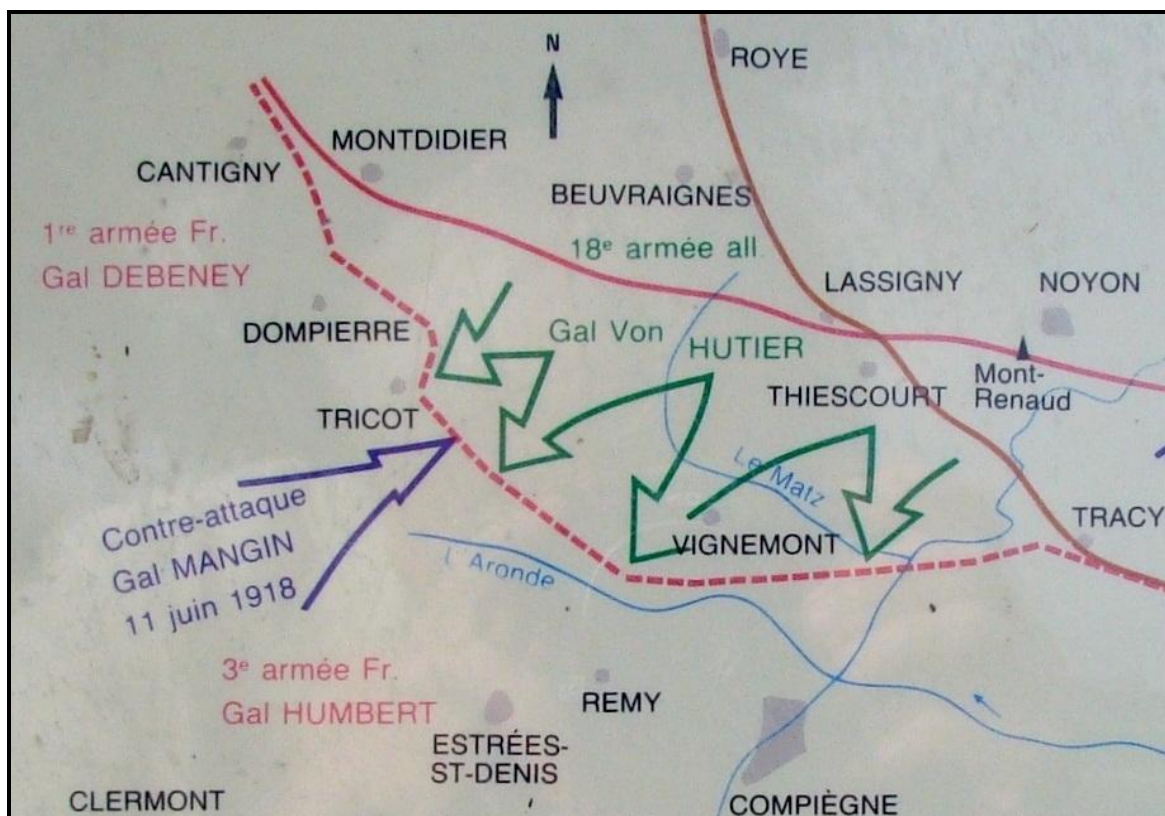 N
ROYE
MONTDIDIER
CANTIGNY
BEUVRAIGNES
1re armée Fr.
Gal DEBENEY
18e armée all.
LASSIGNY
NOYON
DOMPIERRE
Gal Von HUTIER
Mont-
Renaud
THIESCOURT
TRICOT
Le Matz
Contre-attaque
Gal MANGIN
11 juin 1918
TRACY
VIGNEMONT
L'Aronde
3e armée Fr.
Gal HUMBERT
REMY
ESTRÉES-
ST-DENIS
CLERMONT
COMPIÈGNE